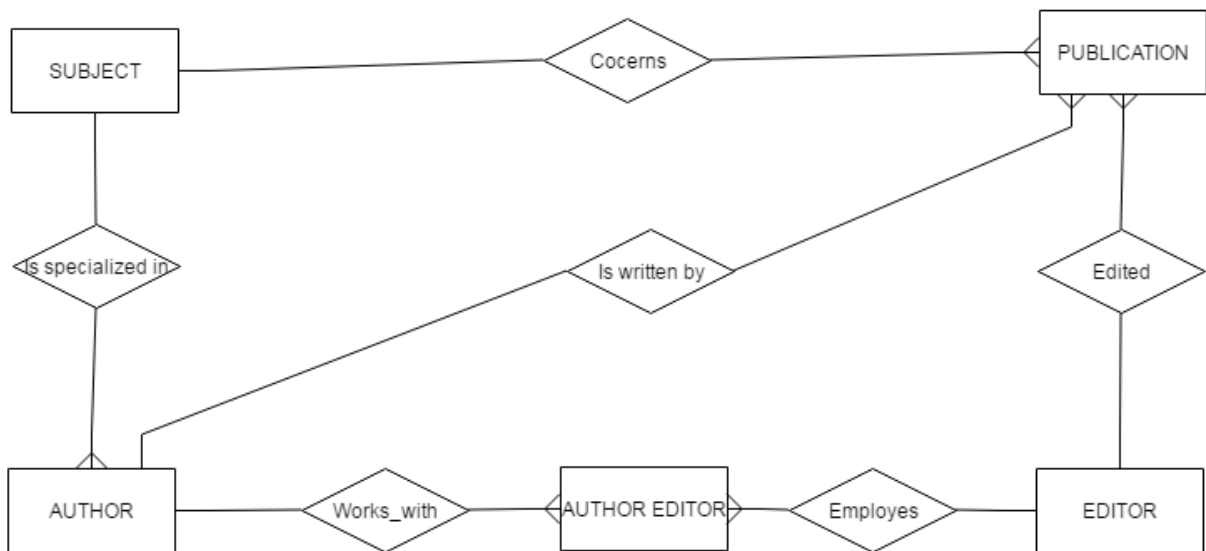 SUBJECT
Cocerns
PUBLICATION
Is specialized in
Is written by
Edited
AUTHOR
Works_with
AUTHOR EDITOR
Employes
EDITOR